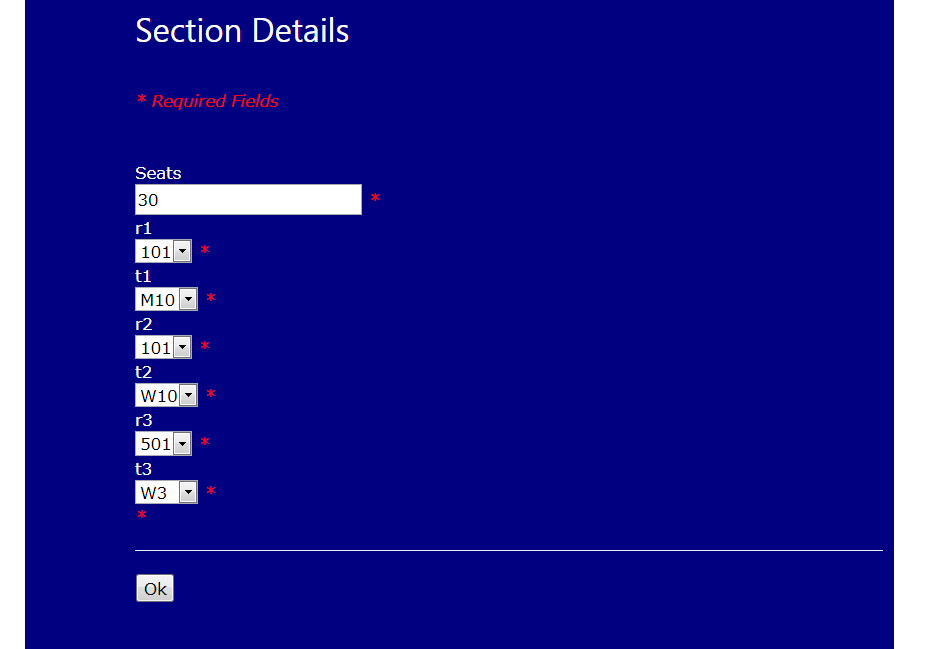 Section Details
* Required Fields
Seats
30 *
r1
101 *
t1
M10 *
r2
101 *
t2
W10 *
r3
501 *
t3
W3 *
*
Ok